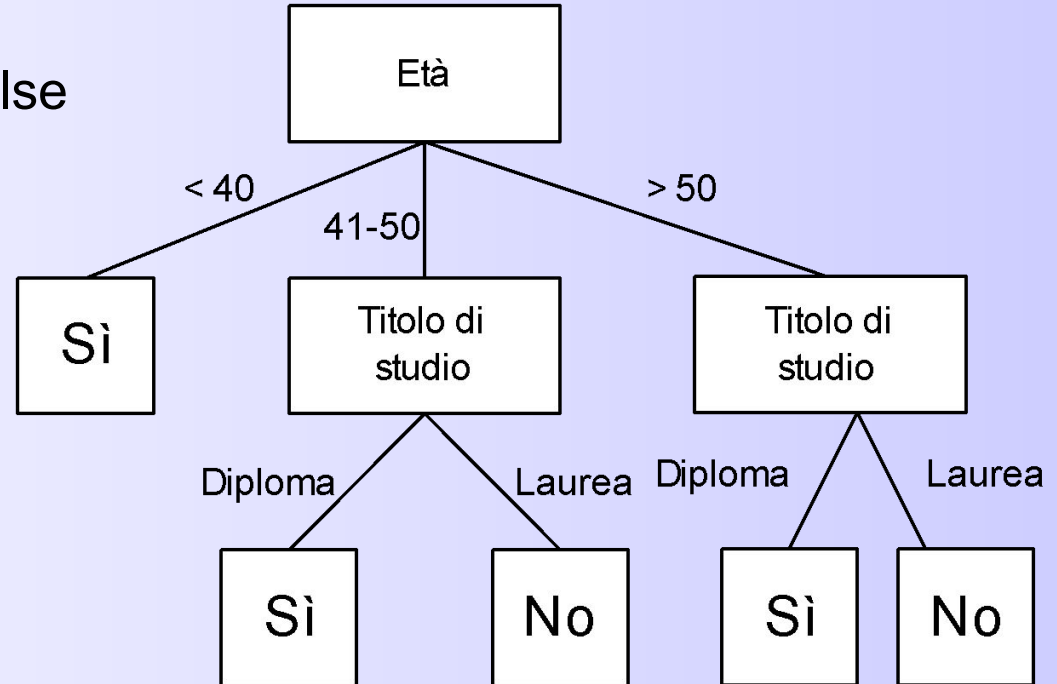 lse
Età
< 40
41-50
> 50
Sì
Titolo di
studio
Titolo di
studio
Diploma
Laurea
Diploma
Laurea
Sì
No
Sì
No